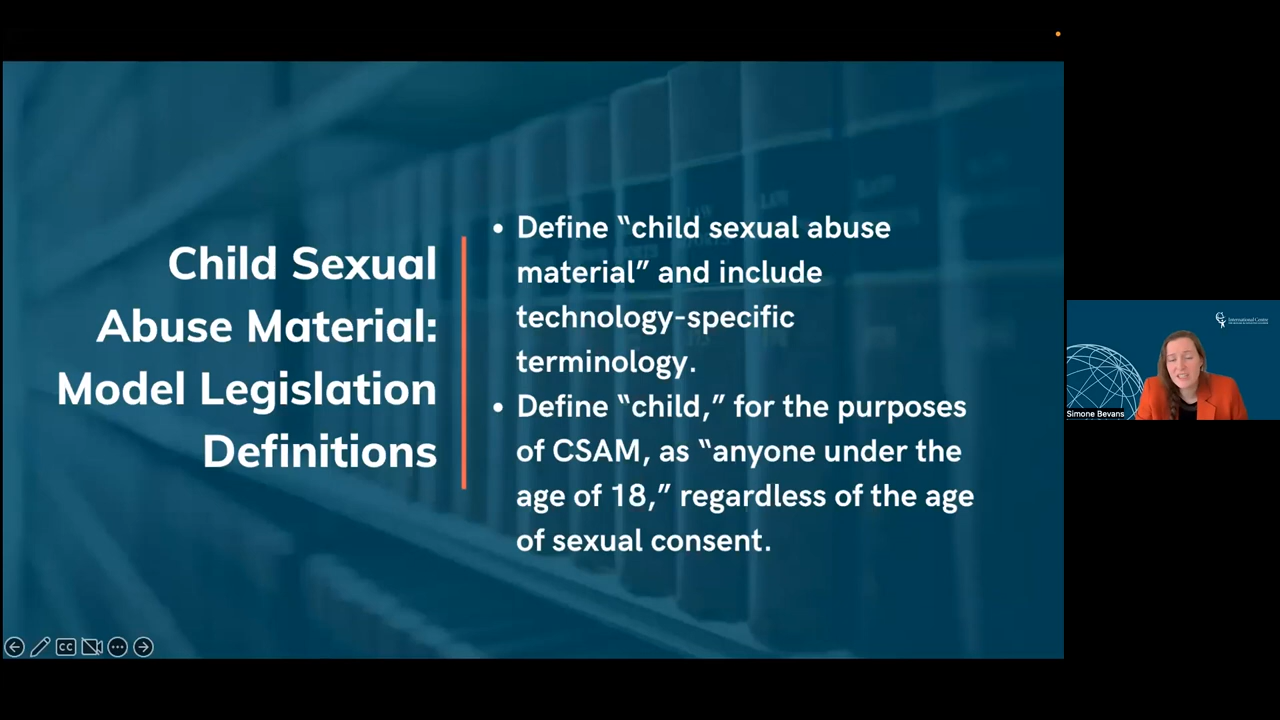 Child Sexual
Abuse Material:
Model Legislation
Definitions
• Define “child sexual abuse
material” and include
technology-specific
terminology.
• Define “child,” for the purposes
of CSAM, as “anyone under the
age of 18,” regardless of the age
of sexual consent.
International Centre
Simone Bevans
CC